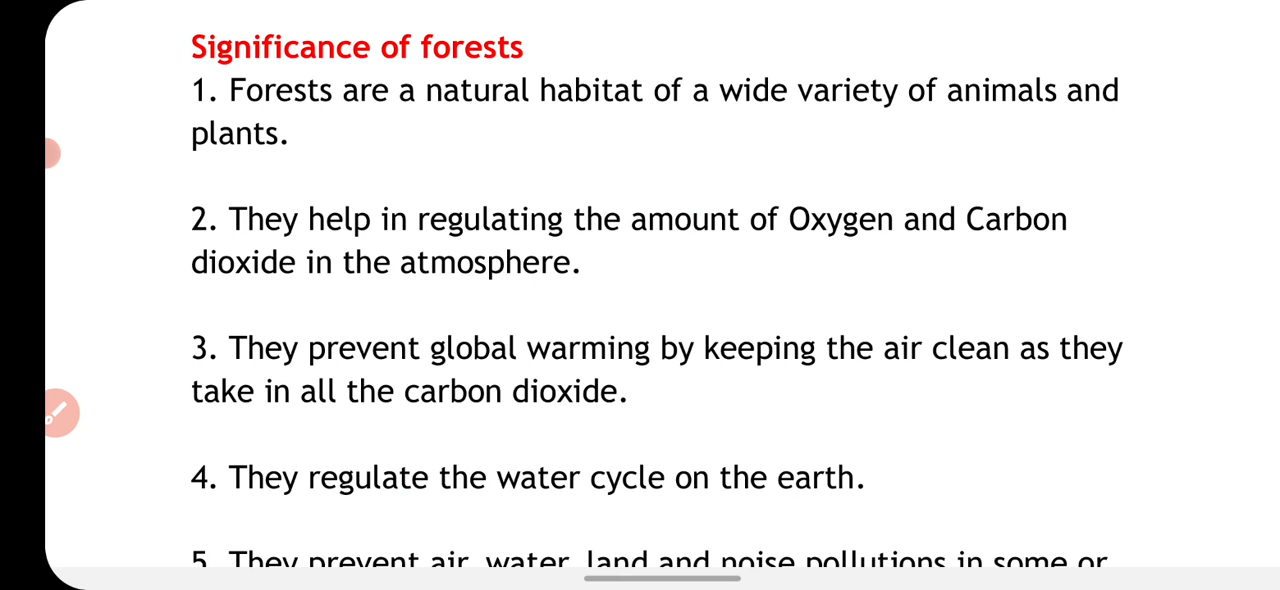 Significance of forests
1. Forests are a natural habitat of a wide variety of animals and
plants.
2. They help in regulating the amount of Oxygen and Carbon
dioxide in the atmosphere.
3. They prevent global warming by keeping the air clean as they
take in all the carbon dioxide.
4. They regulate the water cycle on the earth.
5. They prevent air, water, land and noise pollutions in some or